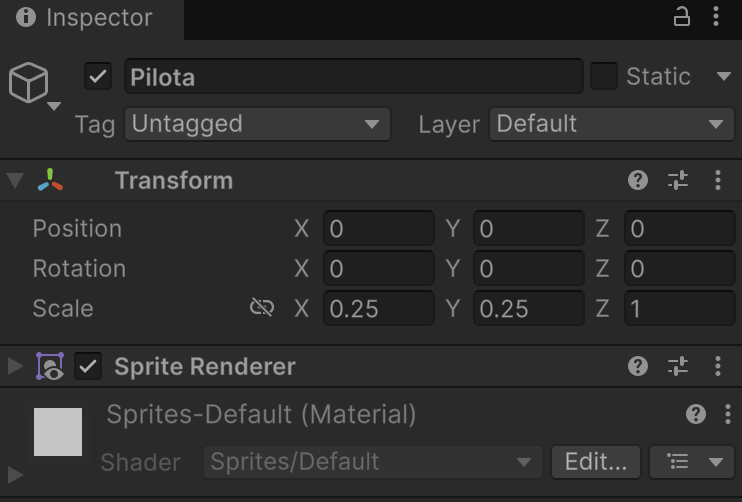 Inspector
Pilota Static
Tag Untagged Layer Default
Transform
Position X 0 Y 0 Z 0
Rotation X 0 Y 0 Z 0
Scale X 0.25 Y 0.25 Z 1
Sprite Renderer
Sprites-Default (Material)
Shader Sprites/Default Edit...